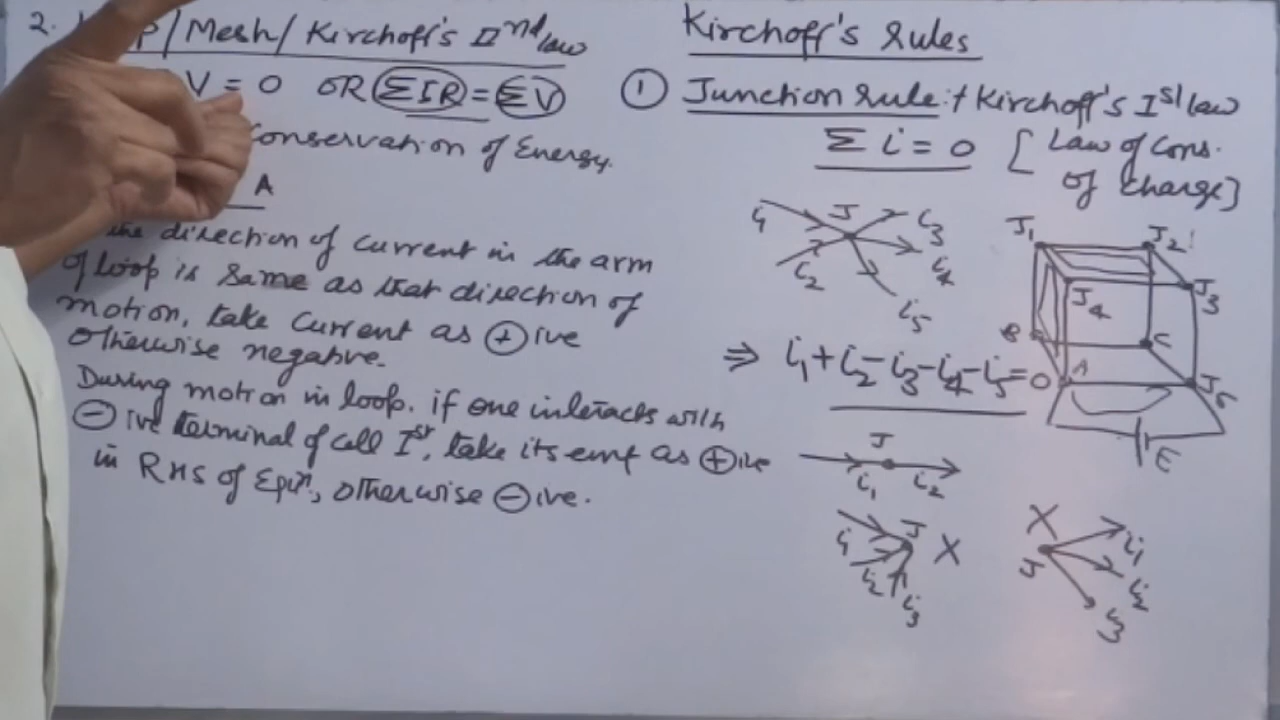 2. / Mesh / Kirchoff's IInd law
V = 0 OR ΣIR = ΣV
Conservation of Energy.
A
the direction of current in the arm
of loop is same as that direction of
motion, take current as + ive
otherwise negative.
During motion in loop. if one interacts with
- ive terminal of cell Ist, take its emf as + ive
in RHS of Eqn, otherwise - ive.
Kirchoff's Rules
1 Junction rule: Kirchoff's Ist law
Σ i = 0 [ Law of Cons.
of charge]
i1 J i3
i2 i4
i5
⇒ i1 + i2 - i3 - i4 - i5 = 0
J
i1 i2
i1 J X
i2
i3
X
J i1
i2
i3
J1 J2
J4 J3
B C
A J5
E